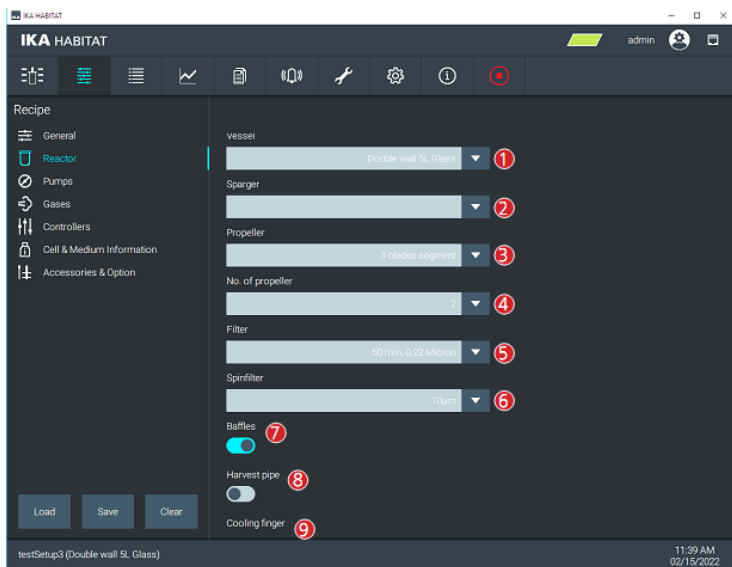 IKA HABITAT
IKA HABITAT
admin
Recipe
General
Reactor
Pumps
Gases
Controllers
Cell & Medium Information
Accessories & Option
Vessel
Double wall 5L Glass
1
Sparger
2
Propeller
3-blades segment
3
No. of propeller
2
4
Filter
50 mm, 0.22 Micron
5
Spinfilter
10µm
6
Baffles
7
Harvest pipe
8
Cooling finger
9
Load Save Clear
testSetup3 (Double wall 5L Glass)
11:39 AM
02/15/2022